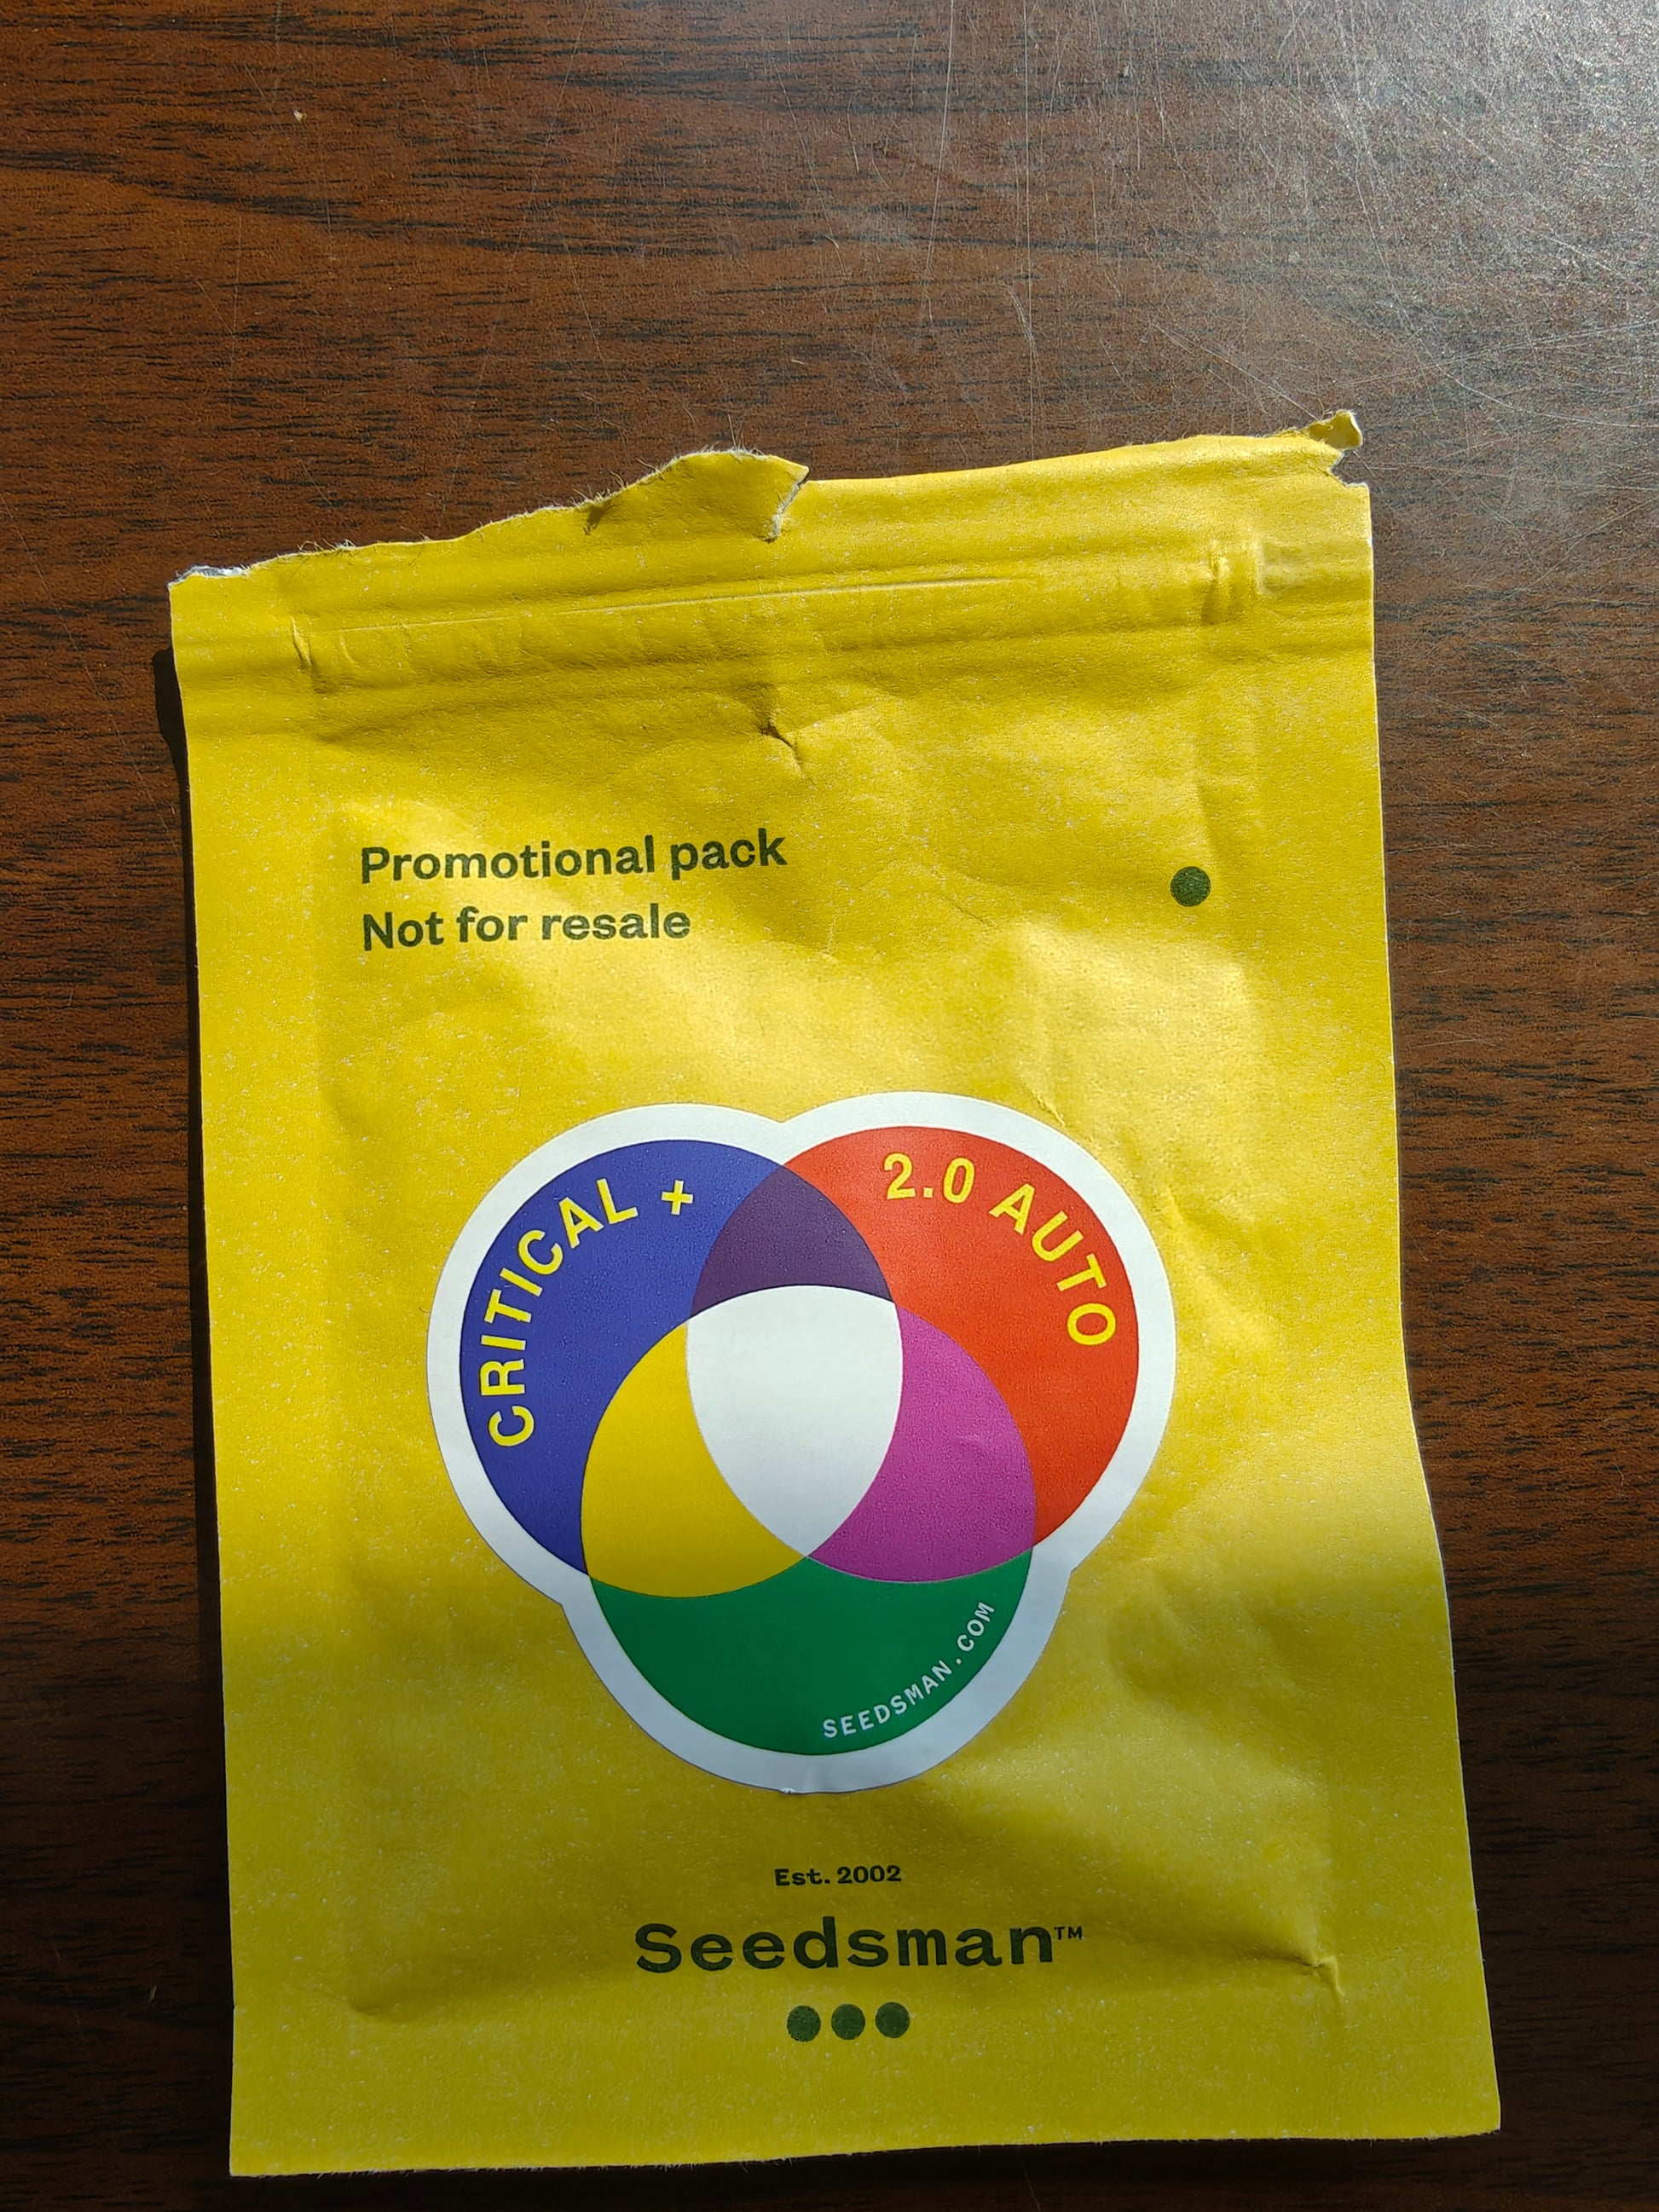 Promotional pack
Not for resale
CRITICAL +
2.0 AUTO
SEEDSMAN.COM
Est. 2002
Seedsman™